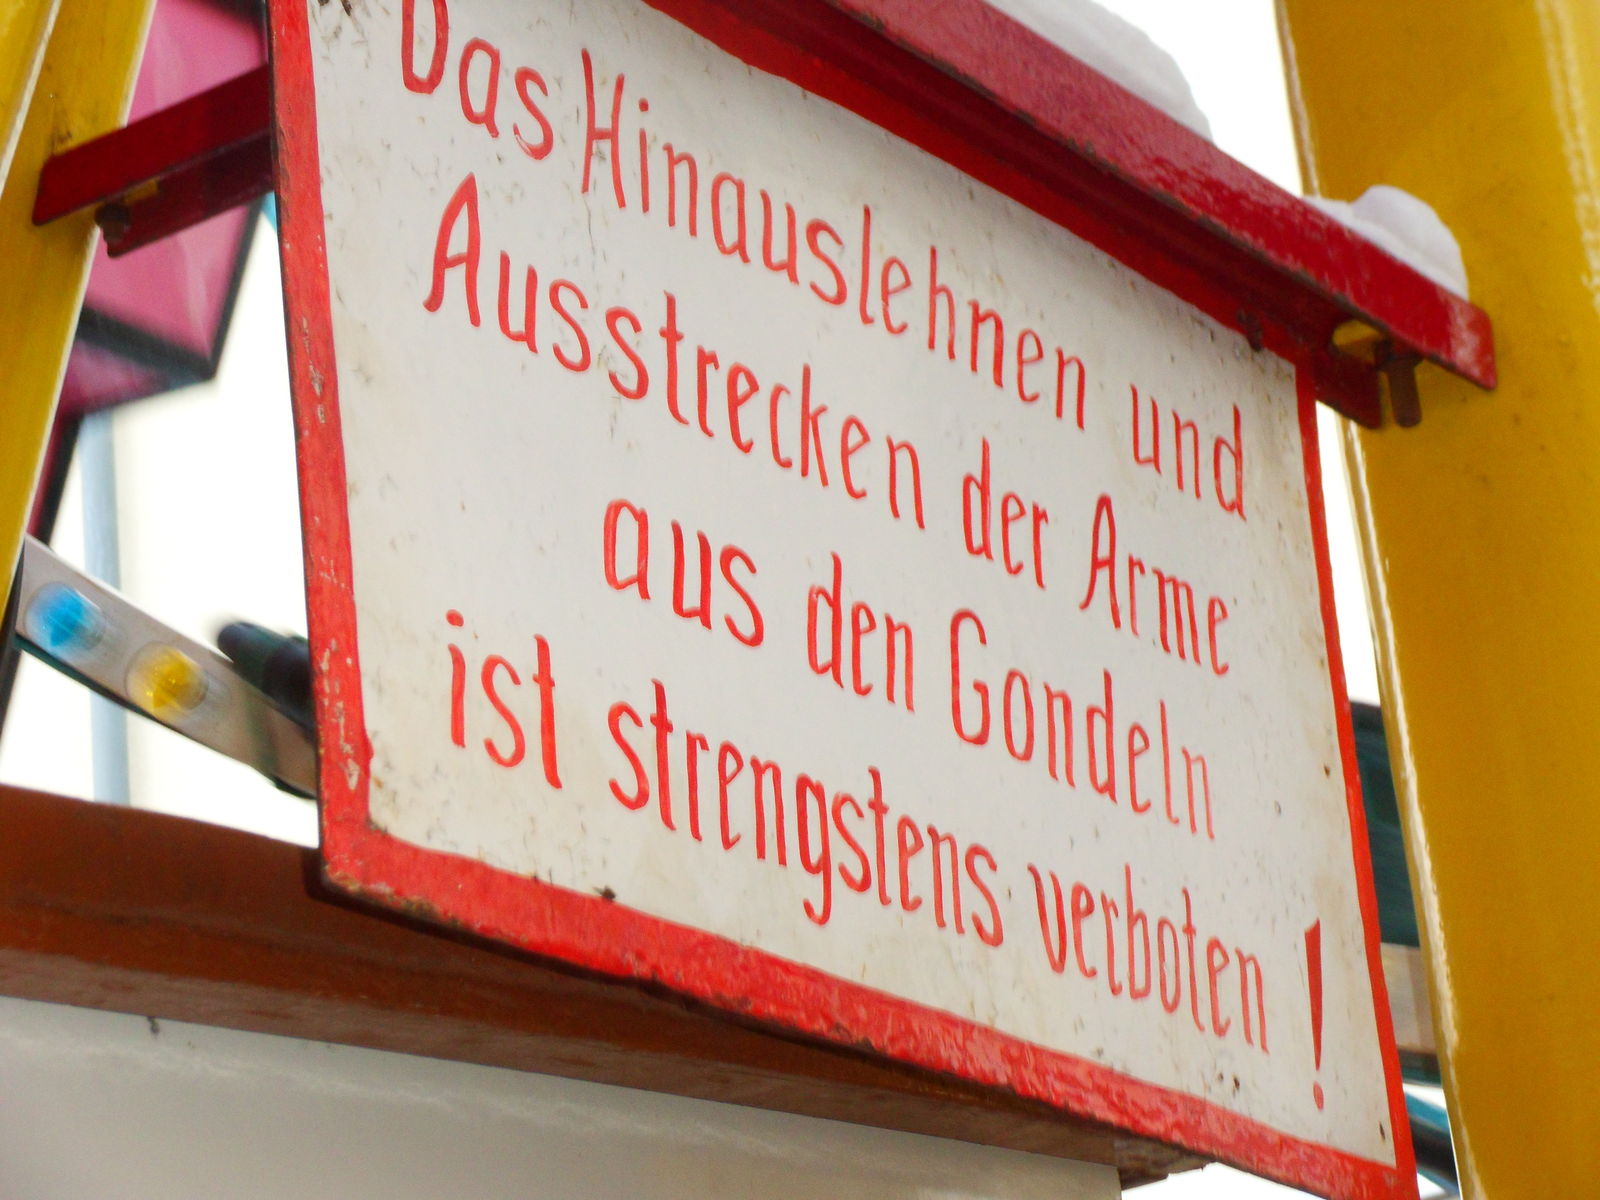 Das Hinauslehnen und
Ausstrecken der Arme
aus den Gondeln
ist strengstens verboten !